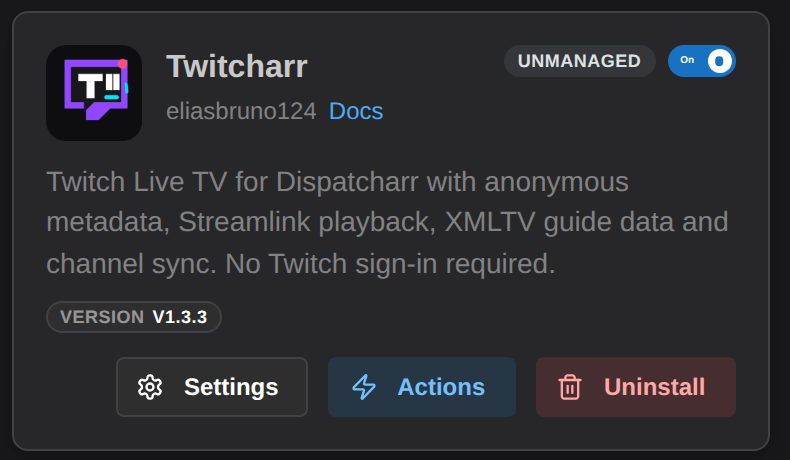 Twitcharr
UNMANAGED
On
eliasbruno124 Docs
Twitch Live TV for Dispatcharr with anonymous
metadata, Streamlink playback, XMLTV guide data and
channel sync. No Twitch sign-in required.
VERSION V1.3.3
Settings
Actions
Uninstall